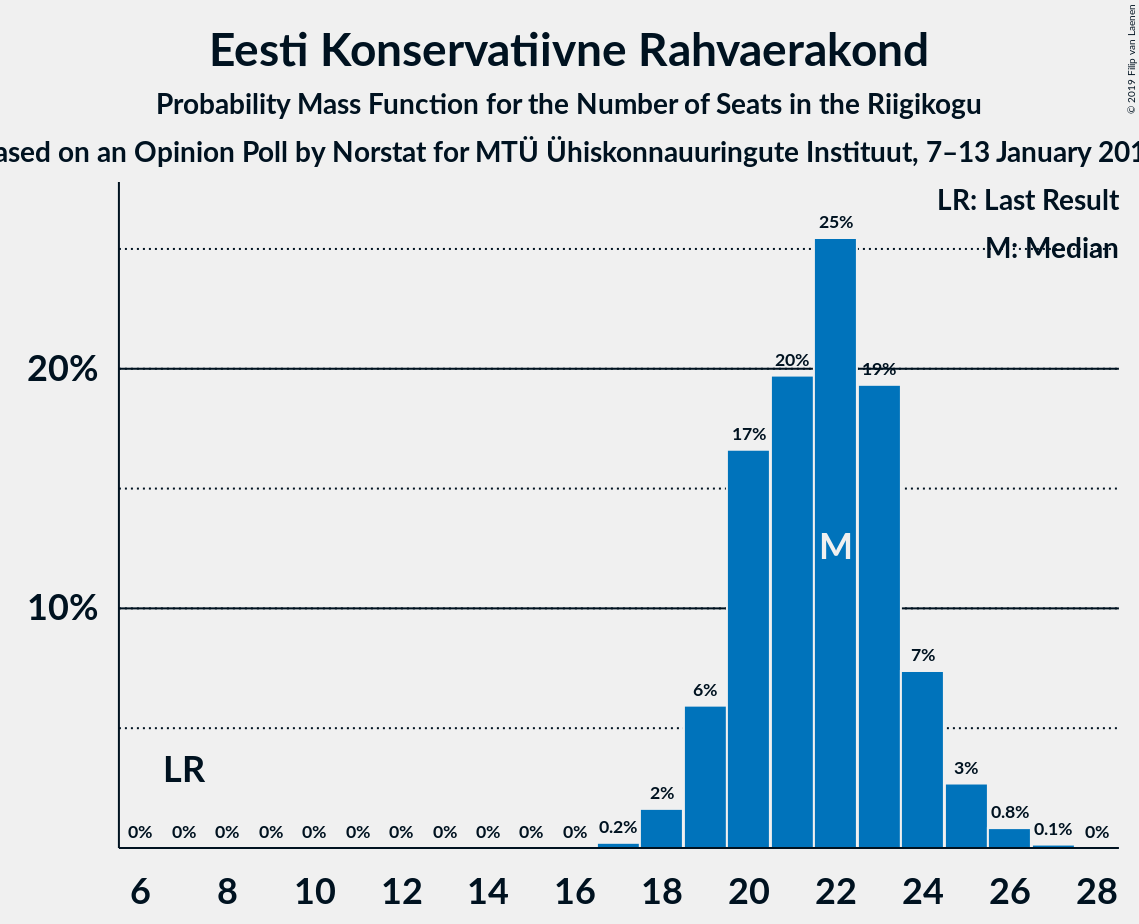 Eesti Konservatiivne Rahvaerakond
Probability Mass Function for the Number of Seats in the Riigikogu
ased on an Opinion Poll by Norstat for MTÜ Ühiskonnauuringute Instituut, 7–13 January 201
© 2019 Filip van Laenen
LR: Last Result
M: Median
25%
20%
20%
19%
17%
M
10%
7%
6%
LR
3%
2%
0% 0% 0% 0% 0% 0% 0% 0% 0% 0% 0% 0.2% 0.8% 0.1% 0%
6 8 10 12 14 16 18 20 22 24 26 28